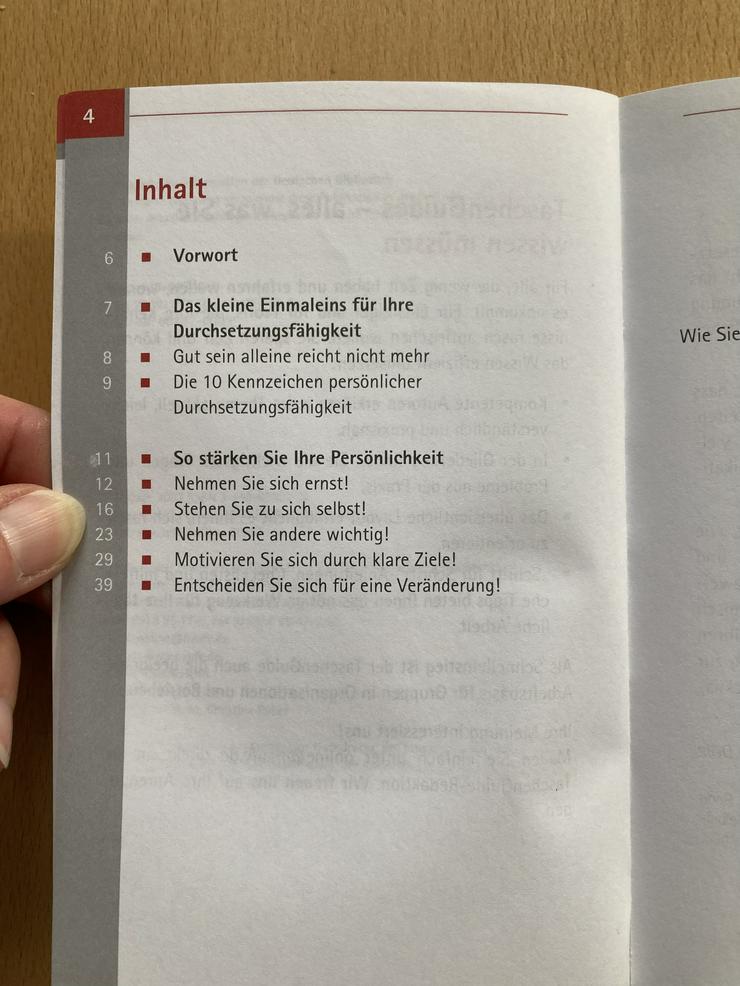 4
Inhalt
6 ■ Vorwort
7 ■ Das kleine Einmaleins für Ihre
Durchsetzungsfähigkeit
8 ■ Gut sein alleine reicht nicht mehr
9 ■ Die 10 Kennzeichen persönlicher
Durchsetzungsfähigkeit
11 ■ So stärken Sie Ihre Persönlichkeit
12 ■ Nehmen Sie sich ernst!
16 ■ Stehen Sie zu sich selbst!
23 ■ Nehmen Sie andere wichtig!
29 ■ Motivieren Sie sich durch klare Ziele!
39 ■ Entscheiden Sie sich für eine Veränderung!
Wie Sie